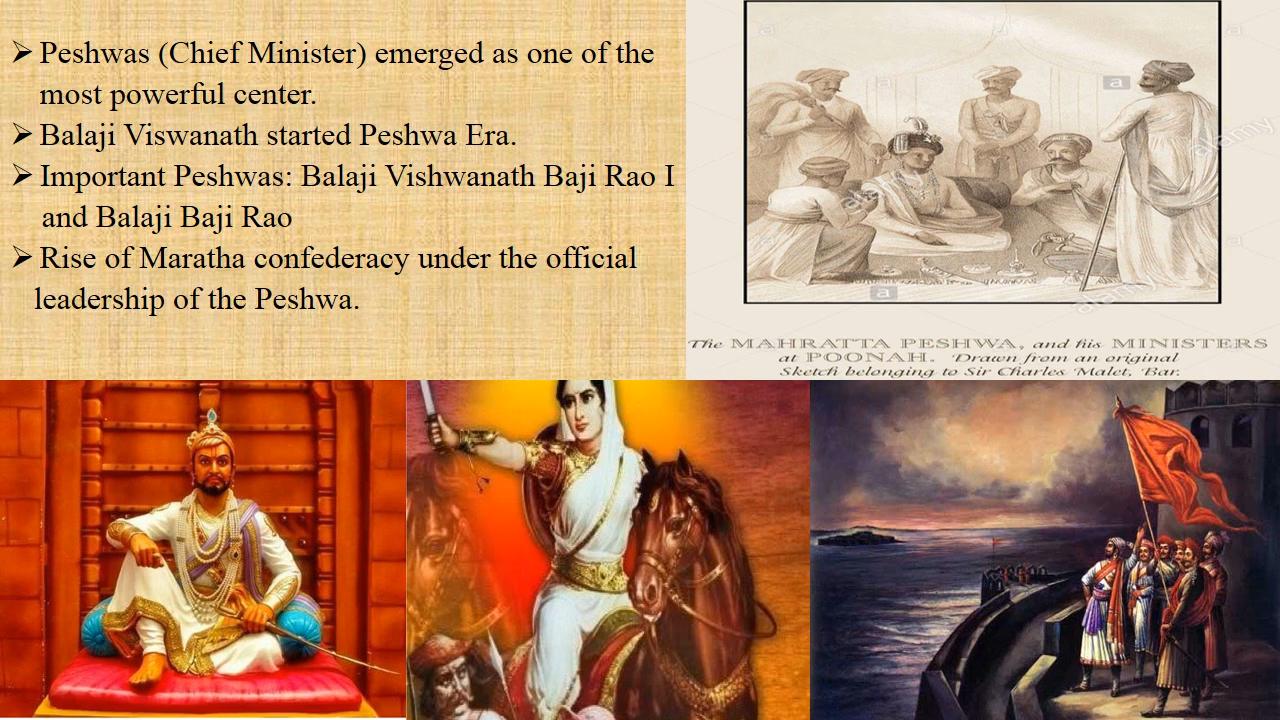 ➢ Peshwas (Chief Minister) emerged as one of the
most powerful center.
➢ Balaji Viswanath started Peshwa Era.
➢ Important Peshwas: Balaji Vishwanath Baji Rao I
and Balaji Baji Rao
➢ Rise of Maratha confederacy under the official
leadership of the Peshwa.
a
a
a
alamy
a
alamy
The MAHRATTA PESHWA, and his MINISTERS
at POONAH. Drawn from an original
Sketch belonging to Sir Charles Malet, Bar.